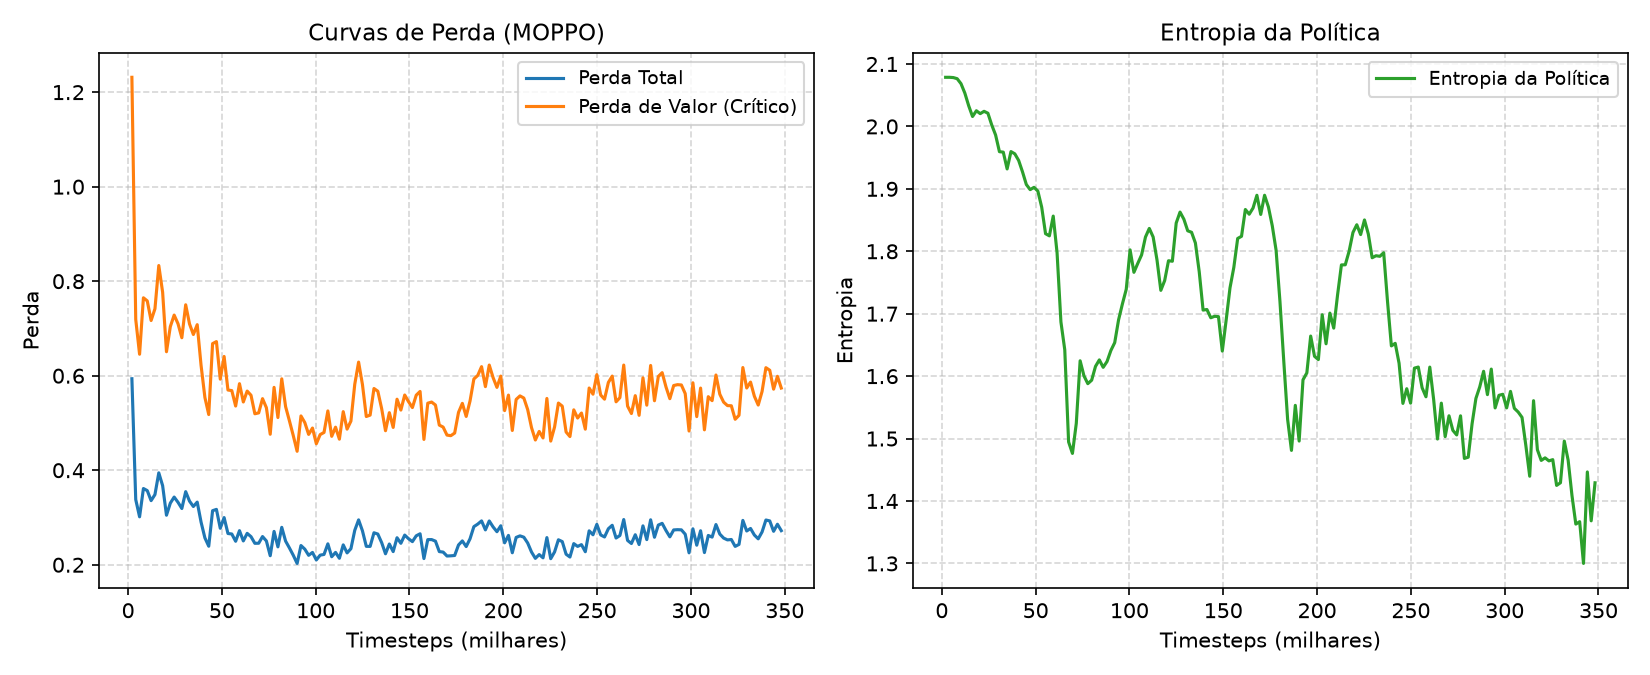 Curvas de Perda (MOPPO)
Perda Total
Perda de Valor (Crítico)
Perda
1.2
1.0
0.8
0.6
0.4
0.2
0 50 100 150 200 250 300 350
Timesteps (milhares)
Entropia da Política
Entropia da Política
Entropia
2.1
2.0
1.9
1.8
1.7
1.6
1.5
1.4
1.3
0 50 100 150 200 250 300 350
Timesteps (milhares)